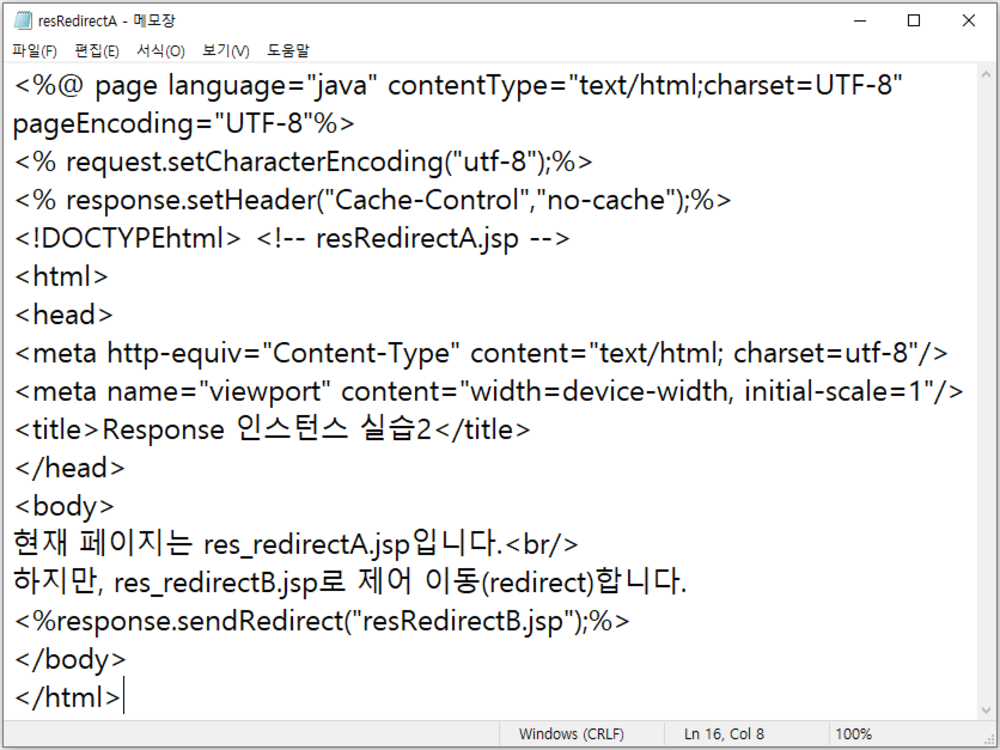 resRedirectA - 메모장
파일(F) 편집(E) 서식(O) 보기(V) 도움말
<%@ page language="java" contentType="text/html;charset=UTF-8"
pageEncoding="UTF-8"%>
<% request.setCharacterEncoding("utf-8");%>
<% response.setHeader("Cache-Control","no-cache");%>
<!DOCTYPEhtml> <!-- resRedirectA.jsp -->
<html>
<head>
<meta http-equiv="Content-Type" content="text/html; charset=utf-8"/>
<meta name="viewport" content="width=device-width, initial-scale=1"/>
<title>Response 인스턴스 실습2</title>
</head>
<body>
현재 페이지는 res_redirectA.jsp입니다.<br/>
하지만, res_redirectB.jsp로 제어 이동(redirect)합니다.
<%response.sendRedirect("resRedirectB.jsp");%>
</body>
</html>
Windows (CRLF) Ln 16, Col 8 100%